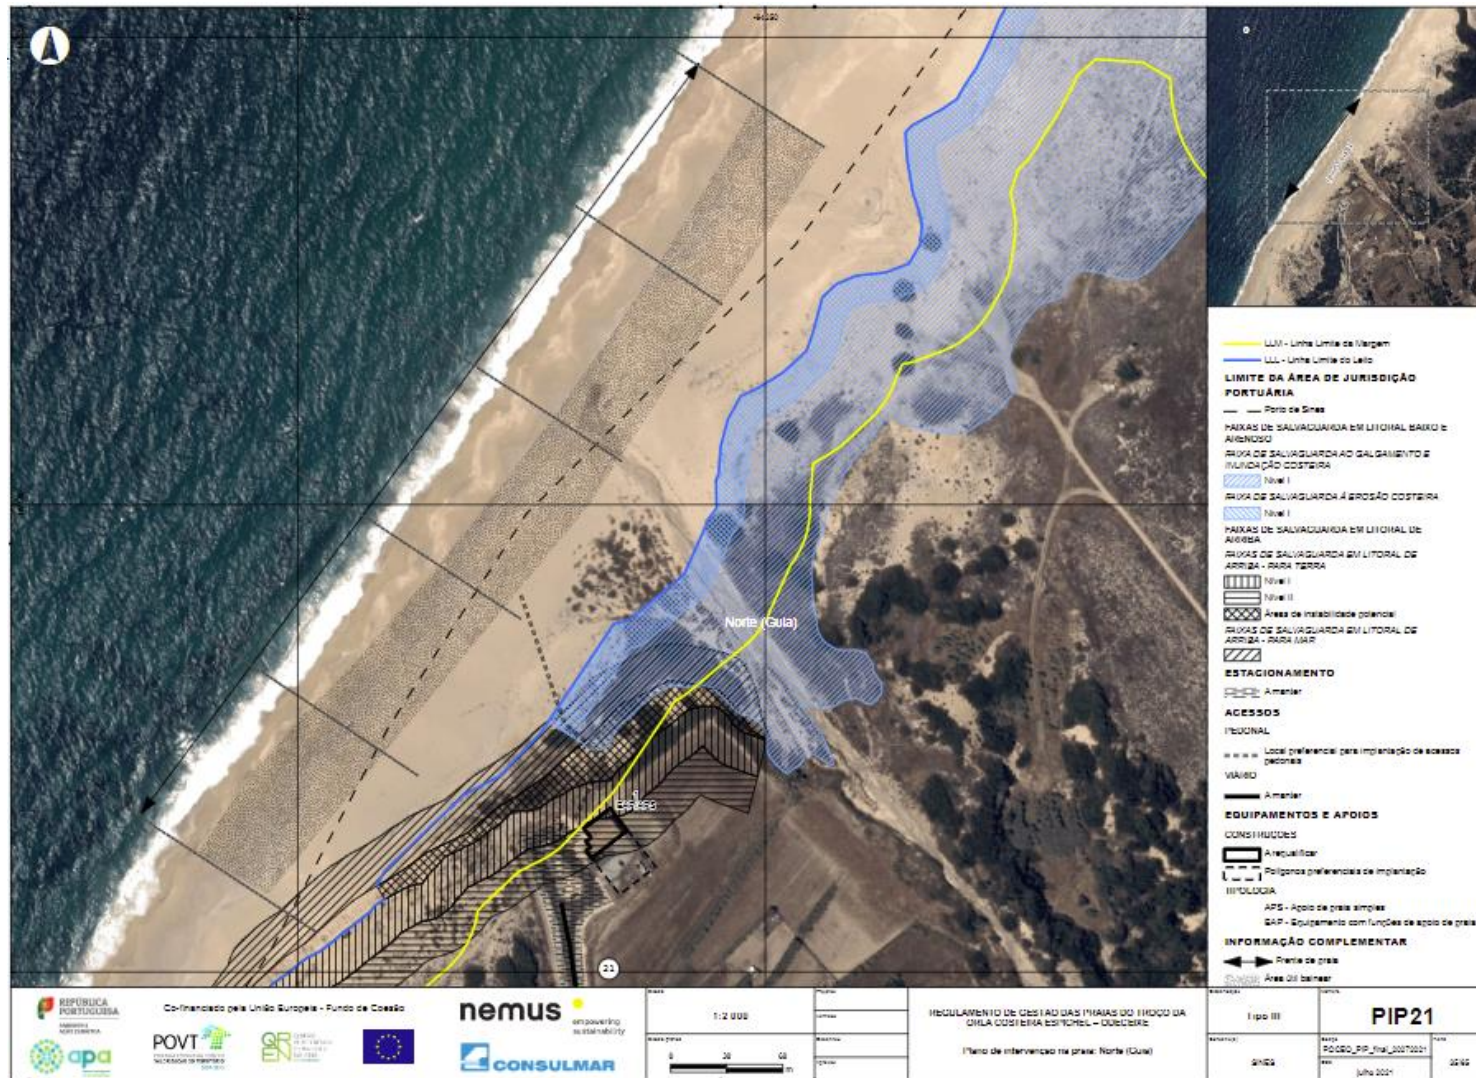 Norte (Guia)
21
LLM - Linha Limite da Margem
LLL - Linha Limite do Leito
LIMITE DA ÁREA DE JURISDIÇÃO
PORTUÁRIA
Porto de Sines
FAIXAS DE SALVAGUARDA EM LITORAL BAIXO E
ARENOSO
FAIXA DE SALVAGUARDA AO GALGAMENTO E
INUNDAÇÃO COSTEIRA
Nível I
FAIXA DE SALVAGUARDA À EROSÃO COSTEIRA
Nível I
FAIXAS DE SALVAGUARDA EM LITORAL DE
ARRIBA
FAIXAS DE SALVAGUARDA EM LITORAL DE
ARRIBA - PARA TERRA
Nível I
Nível II
Áreas de instabilidade potencial
FAIXAS DE SALVAGUARDA EM LITORAL DE
ARRIBA - PARA MAR
ESTACIONAMENTO
A manter
ACESSOS
PEDONAL
Local preferencial para implantação de acessos
pedonais
VIÁRIO
A manter
EQUIPAMENTOS E APOIOS
CONSTRUÇÕES
A requalificar
Polígonos preferenciais de implantação
TIPOLOGIA
APS - Apoio de praia simples
EAP - Equipamento com funções de apoio de praia
INFORMAÇÃO COMPLEMENTAR
Frente de praia
Área útil balnear
REPÚBLICA
PORTUGUESA
apa
Co-financiado pela União Europeia - Fundo de Coesão
POVT
QREN
nemus
empowering
sustainability
CONSULMAR
1:2 000
0 30 60
m
REGULAMENTO DE GESTÃO DAS PRAIAS DO TROÇO DA
ORLA COSTEIRA ESPICHEL – ODECEIXE
Plano de intervenção na praia: Norte (Guia)
Tipo III
PIP21
SINES
julho 2021